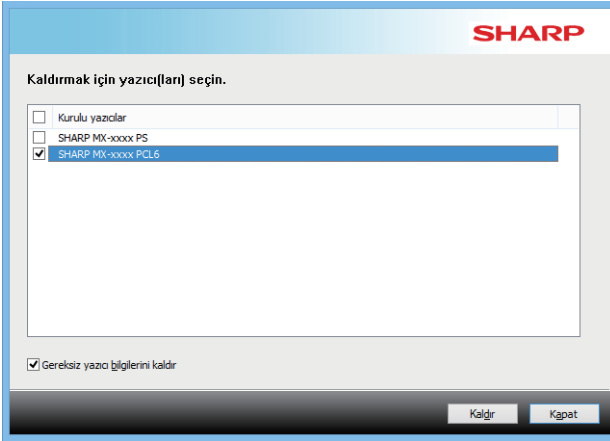 SHARP
Kaldırmak için yazıcı(ları) seçin.
Kurulu yazıcılar
SHARP MX-xxxx PS
SHARP MX-xxxx PCL6
Gereksiz yazıcı bilgilerini kaldır
Kaldır Kapat